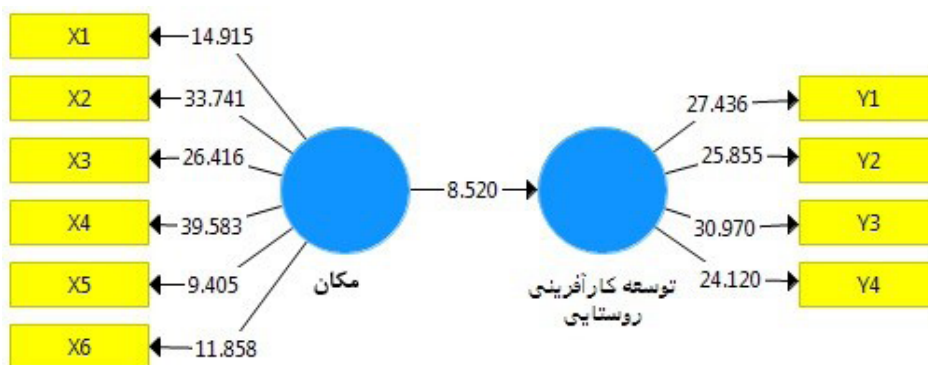 X1
14.915
X2
33.741
X3
26.416
X4
39.583
X5
9.405
X6
11.858
مکان
8.520
توسعه کارآفرینی
روستایی
27.436
Y1
25.855
Y2
30.970
Y3
24.120
Y4